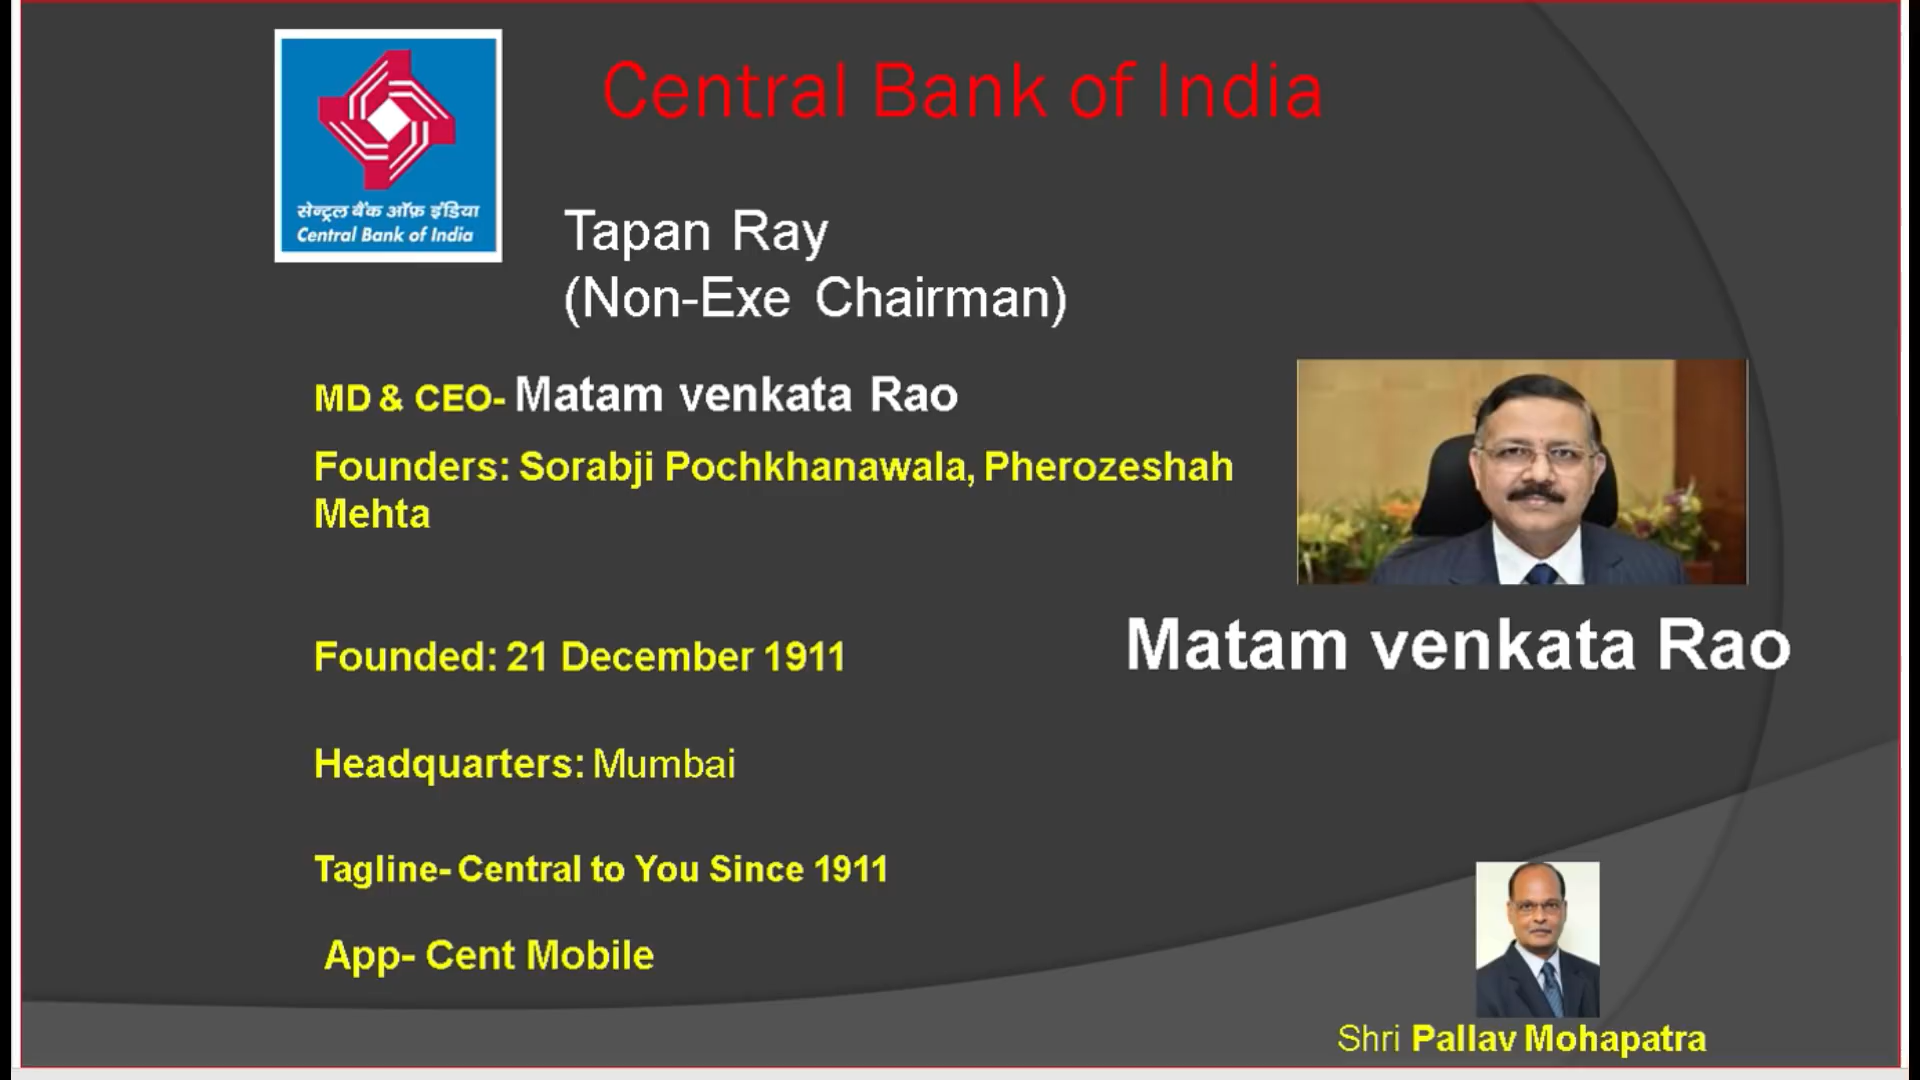 सेन्ट्रल बैंक ऑफ़ इंडिया
Central Bank of India
Central Bank of India
Tapan Ray
(Non-Exe Chairman)
MD & CEO- Matam venkata Rao
Founders: Sorabji Pochkhanawala, Pherozeshah
Mehta
Founded: 21 December 1911
Matam venkata Rao
Headquarters: Mumbai
Tagline- Central to You Since 1911
App- Cent Mobile
Shri Pallav Mohapatra